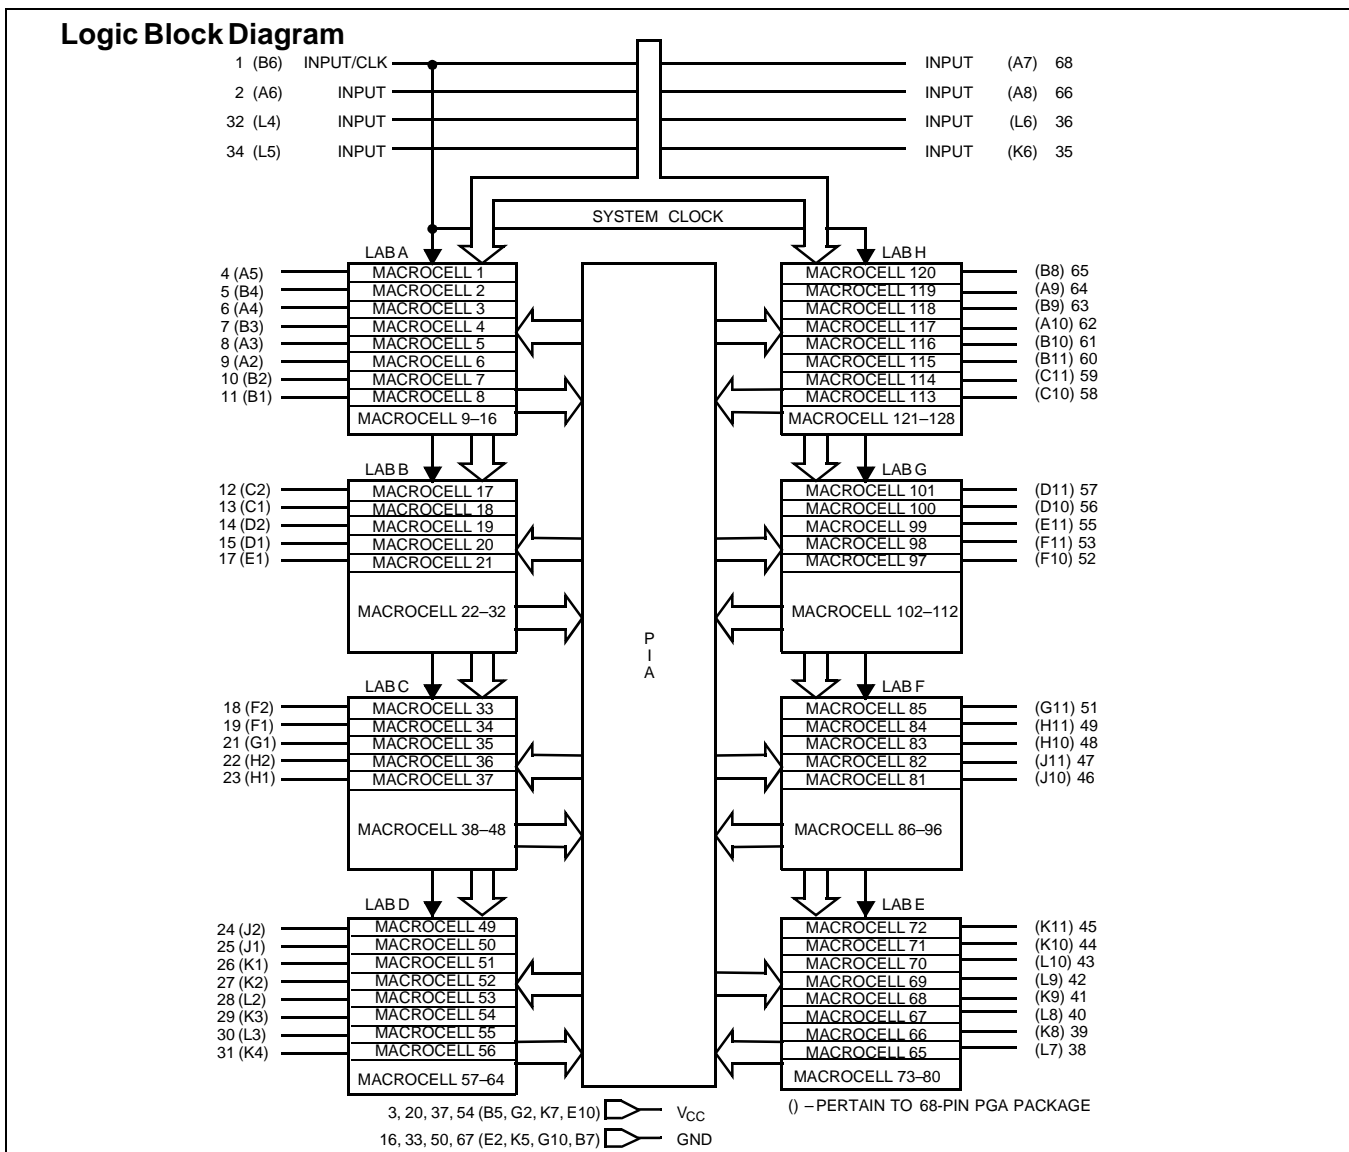 Logic Block Diagram
1 (B6) INPUT/CLK INPUT (A7) 68
2 (A6) INPUT INPUT (A8) 66
32 (L4) INPUT INPUT (L6) 36
34 (L5) INPUT INPUT (K6) 35
SYSTEM CLOCK
LAB A LAB H
4 (A5) MACROCELL 1 MACROCELL 120 (B8) 65
5 (B4) MACROCELL 2 MACROCELL 119 (A9) 64
6 (A4) MACROCELL 3 MACROCELL 118 (B9) 63
7 (B3) MACROCELL 4 MACROCELL 117 (A10) 62
8 (A3) MACROCELL 5 MACROCELL 116 (B10) 61
9 (A2) MACROCELL 6 MACROCELL 115 (B11) 60
10 (B2) MACROCELL 7 MACROCELL 114 (C11) 59
11 (B1) MACROCELL 8 MACROCELL 113 (C10) 58
MACROCELL 9–16 MACROCELL 121–128
LAB B LAB G
12 (C2) MACROCELL 17 MACROCELL 101 (D11) 57
13 (C1) MACROCELL 18 MACROCELL 100 (D10) 56
14 (D2) MACROCELL 19 MACROCELL 99 (E11) 55
15 (D1) MACROCELL 20 MACROCELL 98 (F11) 53
17 (E1) MACROCELL 21 MACROCELL 97 (F10) 52
MACROCELL 22–32 MACROCELL 102–112
P
I
A
LAB C LAB F
18 (F2) MACROCELL 33 MACROCELL 85 (G11) 51
19 (F1) MACROCELL 34 MACROCELL 84 (H11) 49
21 (G1) MACROCELL 35 MACROCELL 83 (H10) 48
22 (H2) MACROCELL 36 MACROCELL 82 (J11) 47
23 (H1) MACROCELL 37 MACROCELL 81 (J10) 46
MACROCELL 38–48 MACROCELL 86–96
LAB D LAB E
24 (J2) MACROCELL 49 MACROCELL 72 (K11) 45
25 (J1) MACROCELL 50 MACROCELL 71 (K10) 44
26 (K1) MACROCELL 51 MACROCELL 70 (L10) 43
27 (K2) MACROCELL 52 MACROCELL 69 (L9) 42
28 (L2) MACROCELL 53 MACROCELL 68 (K9) 41
29 (K3) MACROCELL 54 MACROCELL 67 (L8) 40
30 (L3) MACROCELL 55 MACROCELL 66 (K8) 39
31 (K4) MACROCELL 56 MACROCELL 65 (L7) 38
MACROCELL 57–64 MACROCELL 73–80
3, 20, 37, 54 (B5, G2, K7, E10) VCC () – PERTAIN TO 68-PIN PGA PACKAGE
16, 33, 50, 67 (E2, K5, G10, B7) GND